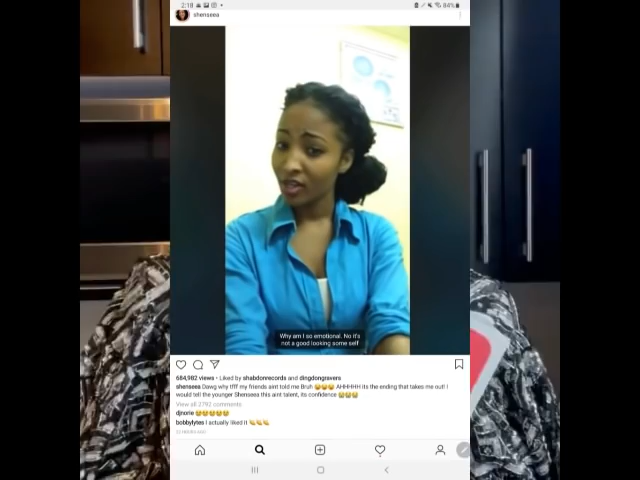 2:18
84%
shenseea
Why am I so emotional. No it's
not a good looking some self
684,982 views • Liked by shabdonrecords and dingdongravers
shenseea Dawg why tfff my friends aint told me Bruh 😭😭😭 AHHHHH its the ending that takes me out! I
would tell the younger Shenseea this aint talent, its confidence 😭😭😭
View all 2792 comments
djnorie 😂😂😂😂😂
bobbylytes I actually liked it